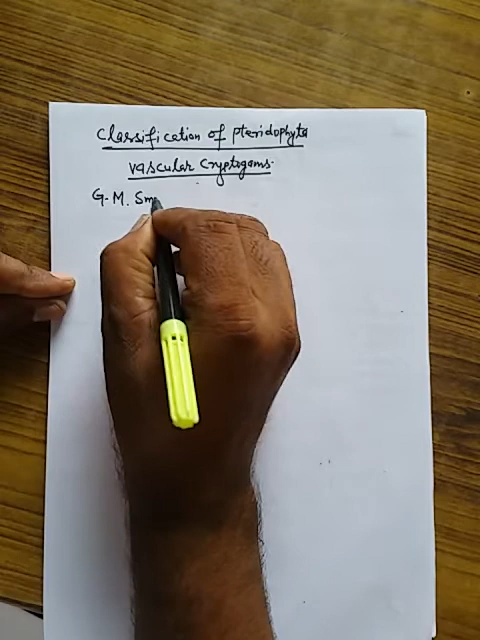 Classification of pteridophyta
vascular Cryptogams.
G. M. Sm